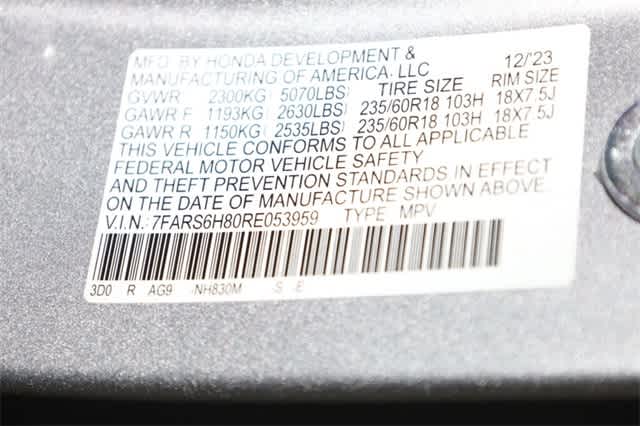 MFG. BY HONDA DEVELOPMENT & 12/23
MANUFACTURING OF AMERICA, LLC
GVWR 2300KG( 5070LBS) TIRE SIZE RIM SIZE
GAWR F 1193KG( 2630LBS) 235/60R18 103H 18X7.5J
GAWR R 1150KG( 2535LBS) 235/60R18 103H 18X7.5J
THIS VEHICLE CONFORMS TO ALL APPLICABLE
FEDERAL MOTOR VEHICLE SAFETY
AND THEFT PREVENTION STANDARDS IN EFFECT
ON THE DATE OF MANUFACTURE SHOWN ABOVE.
V.I.N.: 7FARS6H80RE053959 TYPE MPV
3D0 R AG9 -NH830M S -E